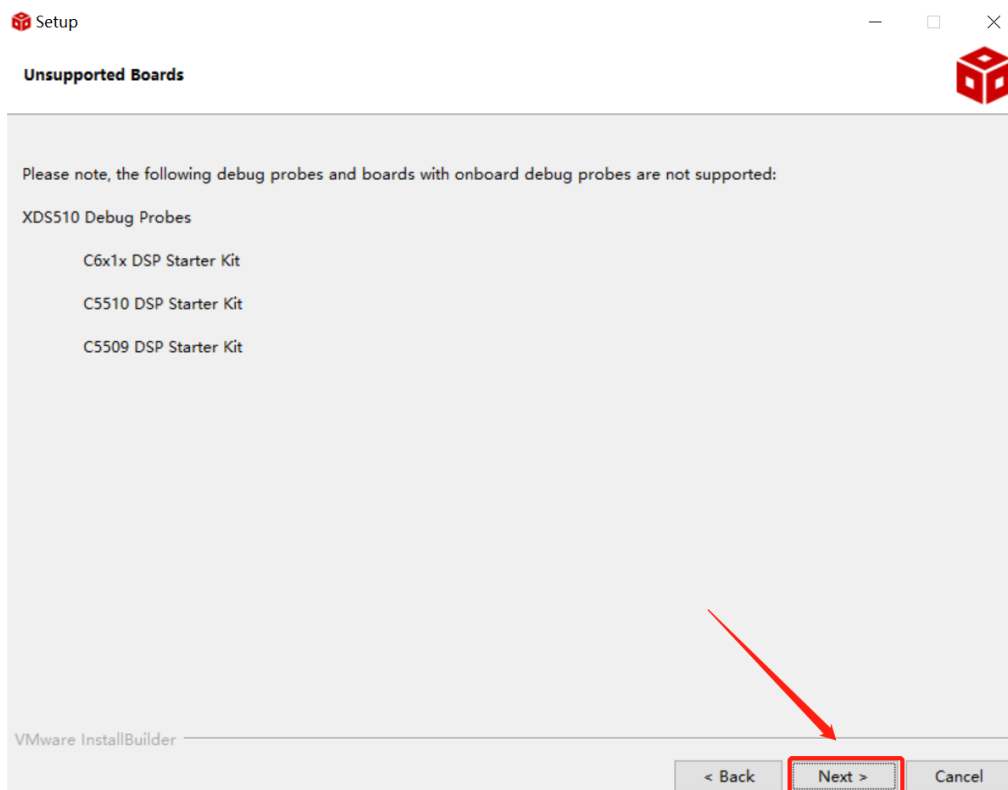 Setup
Unsupported Boards
Please note, the following debug probes and boards with onboard debug probes are not supported:
XDS510 Debug Probes
C6x1x DSP Starter Kit
C5510 DSP Starter Kit
C5509 DSP Starter Kit
VMware InstallBuilder
< Back Next > Cancel